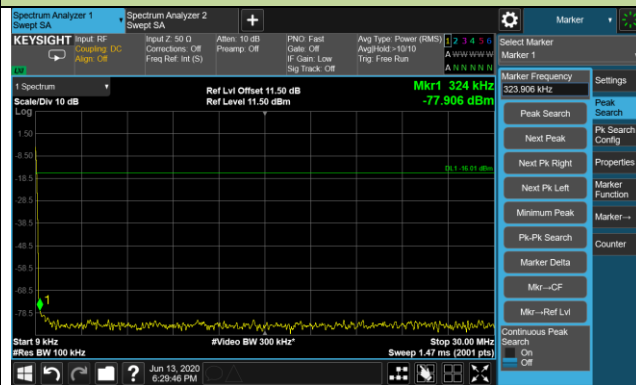 Spectrum Analyzer 1
Swept SA
Spectrum Analyzer 2
Swept SA
+
Marker
KEYSIGHT
Input: RF
Coupling: DC
Align: Off
Input Z: 50 Ω
Corrections: Off
Freq Ref: Int (S)
Atten: 10 dB
Preamp: Off
PNO: Fast
Gate: Off
IF Gain: Low
Sig Track: Off
Avg Type: Power (RMS)
Avg|Hold:>10/10
Trig: Free Run
1 2 3 4 5 6
A W W W W W
A N N N N N
Select Marker
Marker 1
1 Spectrum
Scale/Div 10 dB
Log
Ref Lvl Offset 11.50 dB
Ref Level 11.50 dBm
Mkr1 324 kHz
-77.906 dBm
1.50
-8.50
-18.5
-28.5
-38.5
-48.5
-58.5
-68.5
-78.5
DL1 -16.01 dBm
1
Start 9 kHz
#Res BW 100 kHz
#Video BW 300 kHz*
Stop 30.00 MHz
Sweep 1.47 ms (2001 pts)
Marker Frequency
323.906 kHz
Peak Search
Next Peak
Next Pk Right
Next Pk Left
Minimum Peak
Pk-Pk Search
Marker Delta
Mkr→CF
Mkr→Ref Lvl
Continuous Peak
Search
On
Off
Settings
Peak
Search
Pk Search
Config
Properties
Marker
Function
Marker→
Counter
?
Jun 13, 2020
6:29:46 PM